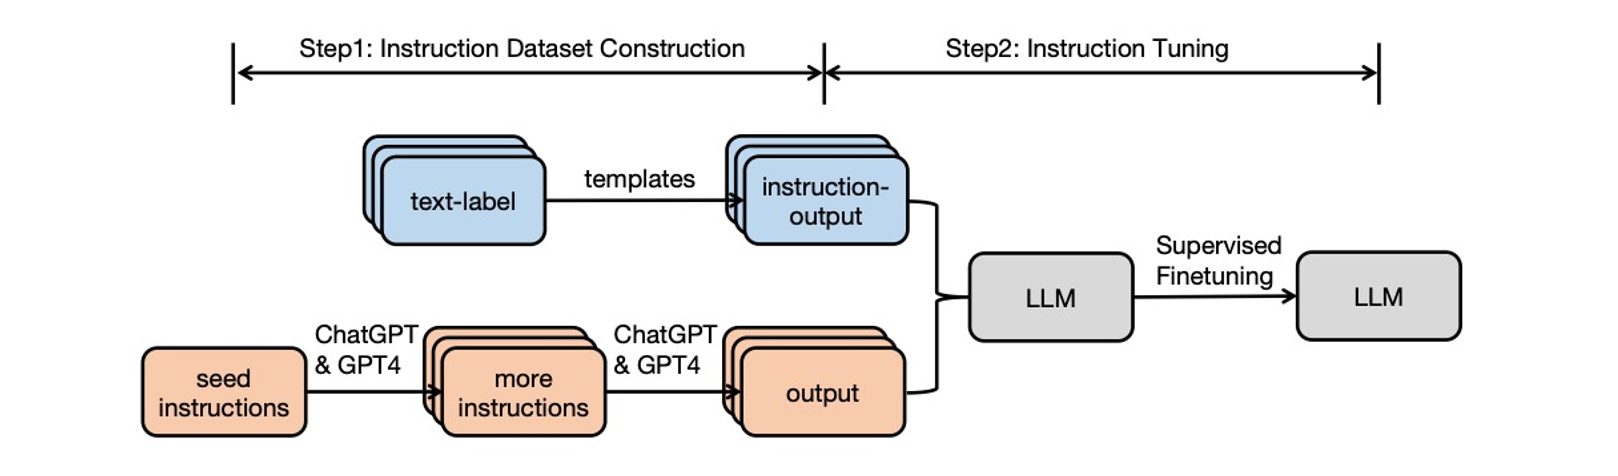 Step1: Instruction Dataset Construction
Step2: Instruction Tuning
text-label
templates
instruction-
output
LLM
Supervised
Finetuning
LLM
seed
instructions
ChatGPT
& GPT4
more
instructions
ChatGPT
& GPT4
output